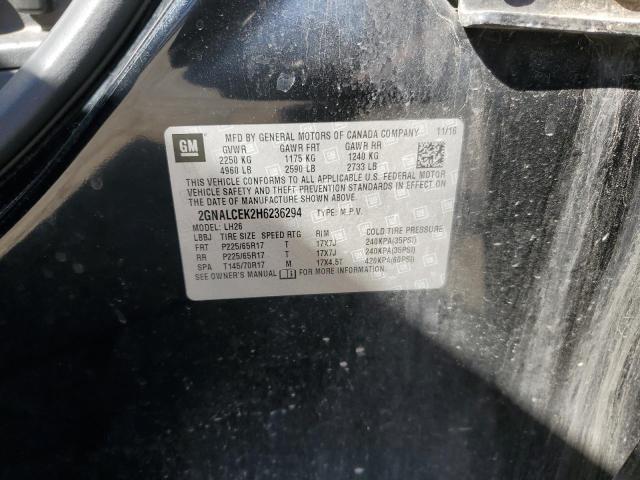 GM
MFD BY GENERAL MOTORS OF CANADA COMPANY 11/16
GVWR GAWR FRT GAWR RR
2250 KG 1175 KG 1240 KG
4960 LB 2590 LB 2733 LB
THIS VEHICLE CONFORMS TO ALL APPLICABLE U.S. FEDERAL MOTOR
VEHICLE SAFETY AND THEFT PREVENTION STANDARDS IN EFFECT ON
THE DATE OF MANUFACTURE SHOWN ABOVE.
2GNALCEK2H6236294 TYPE: M.P.V.
MODEL: LH26
LBBJ TIRE SIZE SPEED RTG RIM COLD TIRE PRESSURE
FRT P225/65R17 T 17X7J 240KPA(35PSI)
RR P225/65R17 T 17X7J 240KPA(35PSI)
SPA T145/70R17 M 17X4.5T 420KPA(60PSI)
SEE OWNER'S MANUAL FOR MORE INFORMATION.